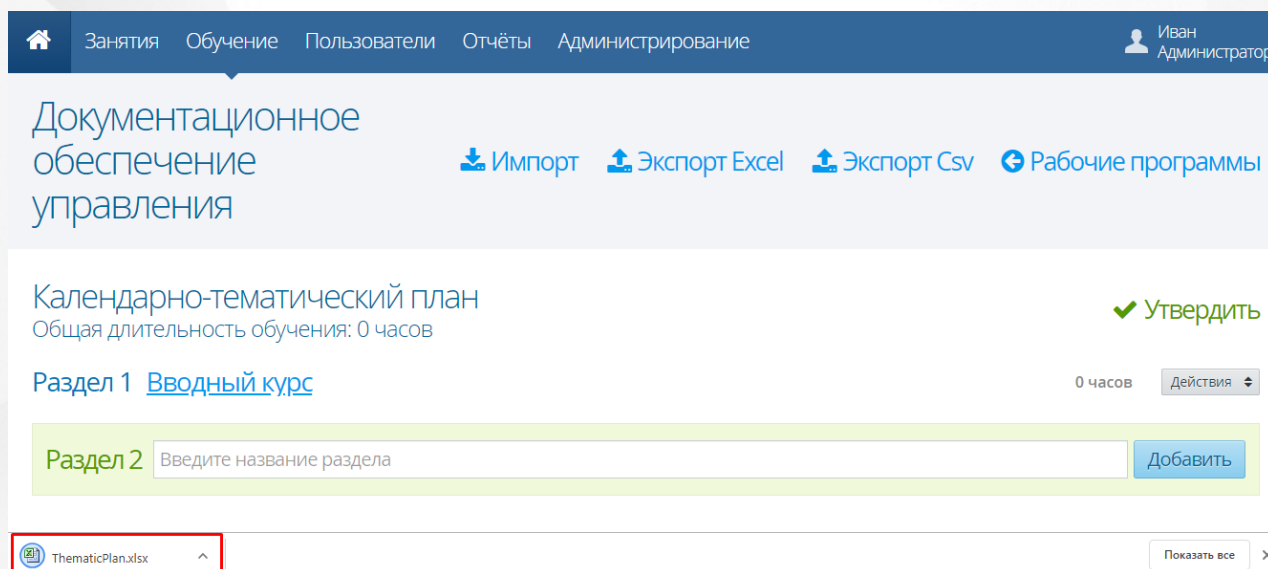 Занятия Обучение Пользователи Отчёты Администрирование Иван
Администратор
Документационное
обеспечение
управления
Импорт Экспорт Excel Экспорт Csv Рабочие программы
Календарно-тематический план
Общая длительность обучения: 0 часов
Утвердить
Раздел 1 Вводный курс 0 часов Действия
Раздел 2 Введите название раздела Добавить
ThematicPlan.xlsx Показать все